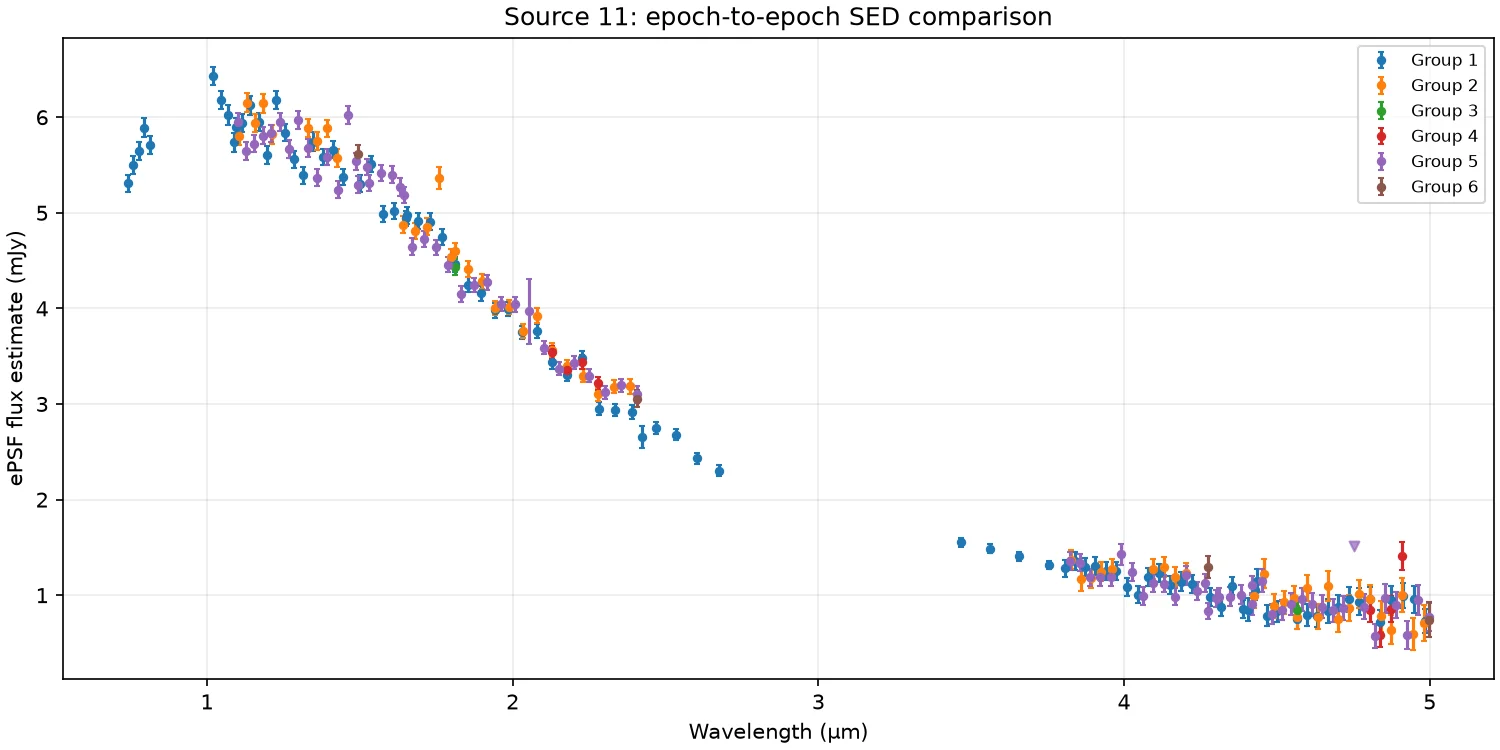 Source 11: epoch-to-epoch SED comparison
ePSF flux estimate (mJy)
6
5
4
3
2
1
Group 1
Group 2
Group 3
Group 4
Group 5
Group 6
1 2 3 4 5
Wavelength (μm)